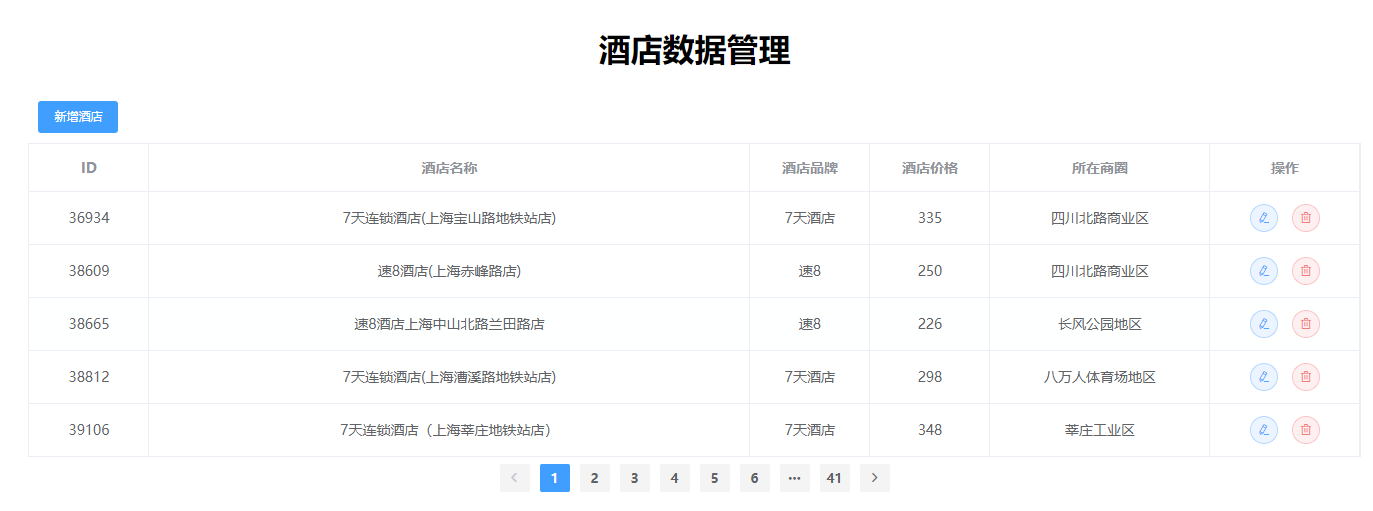 酒店数据管理
新增酒店
ID 酒店名称 酒店品牌 酒店价格 所在商圈 操作
36934 7天连锁酒店(上海宝山路地铁站店) 7天酒店 335 四川北路商业区
38609 速8酒店(上海赤峰路店) 速8 250 四川北路商业区
38665 速8酒店上海中山北路兰田路店 速8 226 长风公园地区
38812 7天连锁酒店(上海漕溪路地铁站店) 7天酒店 298 八万人体育场地区
39106 7天连锁酒店（上海莘庄地铁站店） 7天酒店 348 莘庄工业区
1 2 3 4 5 6 ··· 41